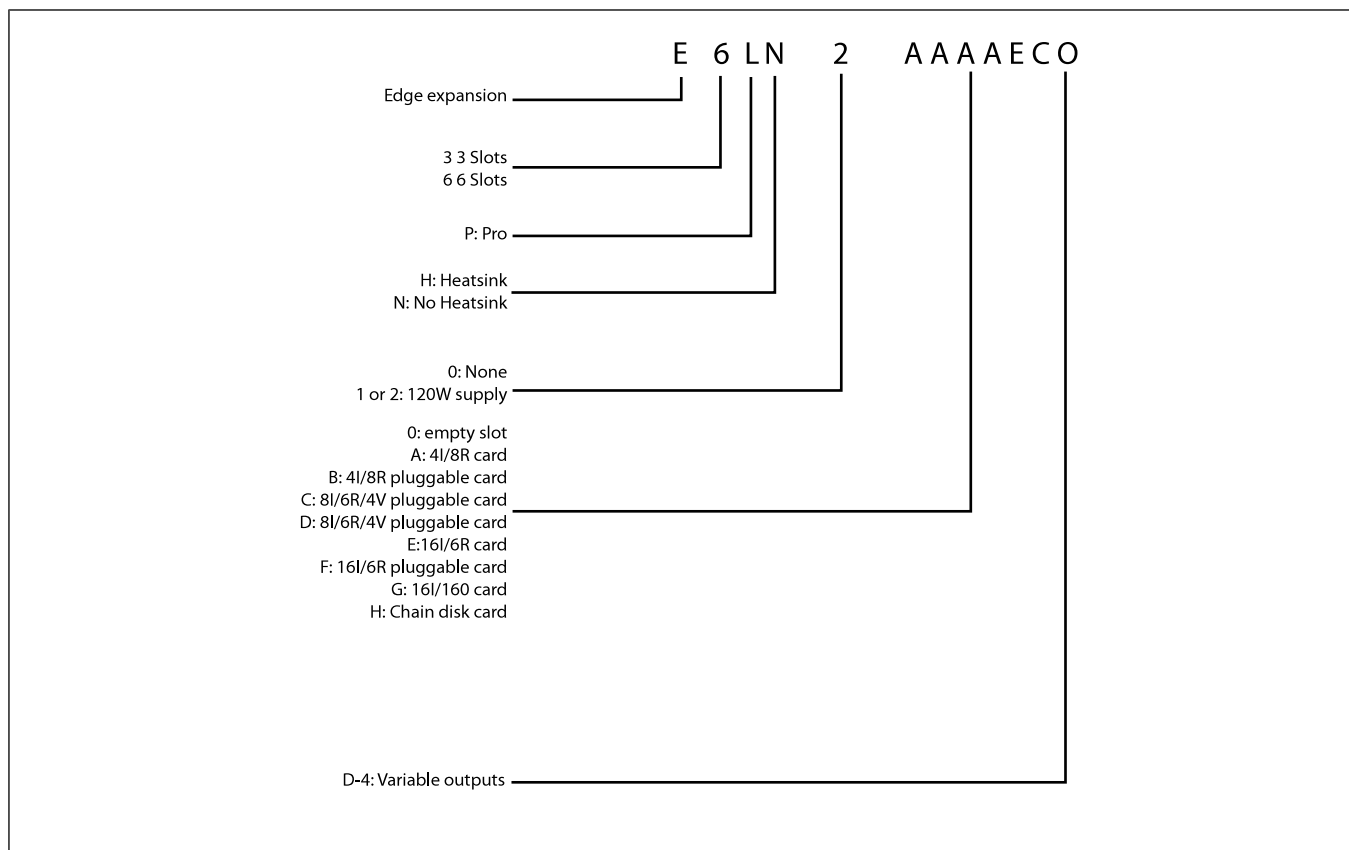 E 6 L N 2 A A A A E C O
Edge expansion
3 3 Slots
6 6 Slots
P: Pro
H: Heatsink
N: No Heatsink
0: None
1 or 2: 120W supply
0: empty slot
A: 4I/8R card
B: 4I/8R pluggable card
C: 8I/6R/4V pluggable card
D: 8I/6R/4V pluggable card
E:16I/6R card
F: 16I/6R pluggable card
G: 16I/160 card
H: Chain disk card
D-4: Variable outputs